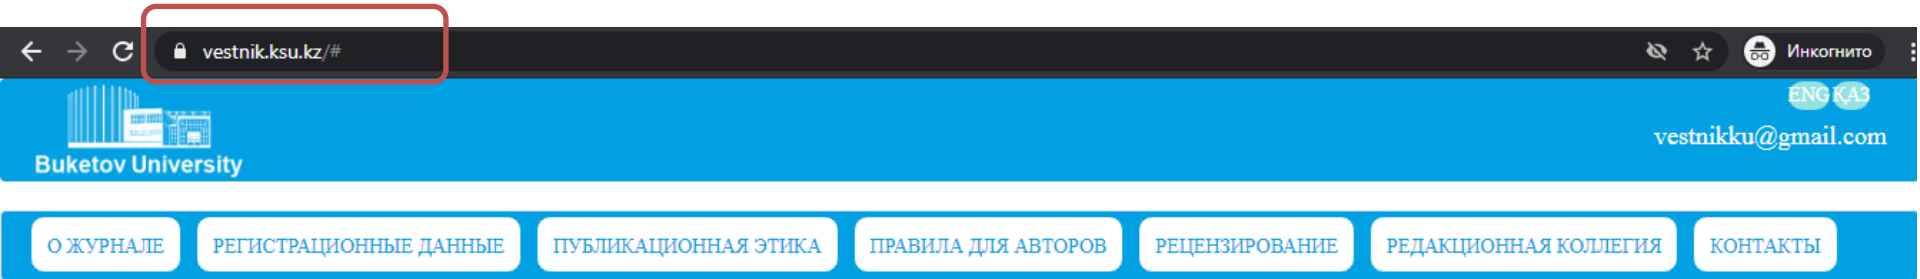 vestnik.ksu.kz/#
Инкогнито
ENG ҚАЗ
vestnikku@gmail.com
Buketov University
О ЖУРНАЛЕ РЕГИСТРАЦИОННЫЕ ДАННЫЕ ПУБЛИКАЦИОННАЯ ЭТИКА ПРАВИЛА ДЛЯ АВТОРОВ РЕЦЕНЗИРОВАНИЕ РЕДАКЦИОННАЯ КОЛЛЕГИЯ КОНТАКТЫ